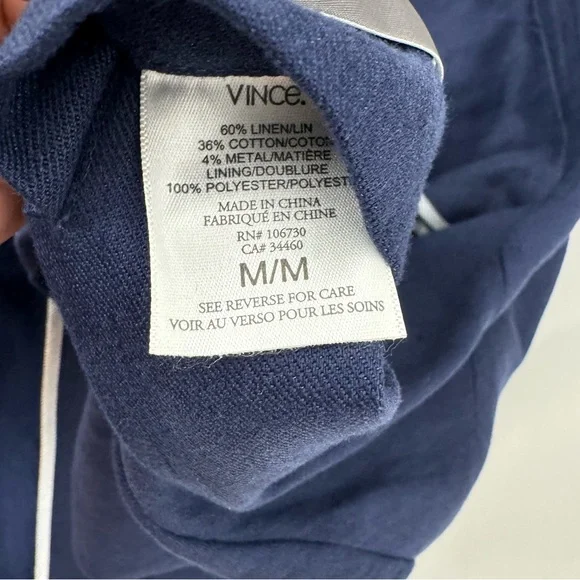 VINCe.
60% LINEN/LIN
36% COTTON/COTON
4% METAL/MATIÈRE
LINING/DOUBLURE
100% POLYESTER/POLYEST
MADE IN CHINA
FABRIQUÉ EN CHINE
RN# 106730
CA# 34460
M/M
SEE REVERSE FOR CARE
VOIR AU VERSO POUR LES SOINS